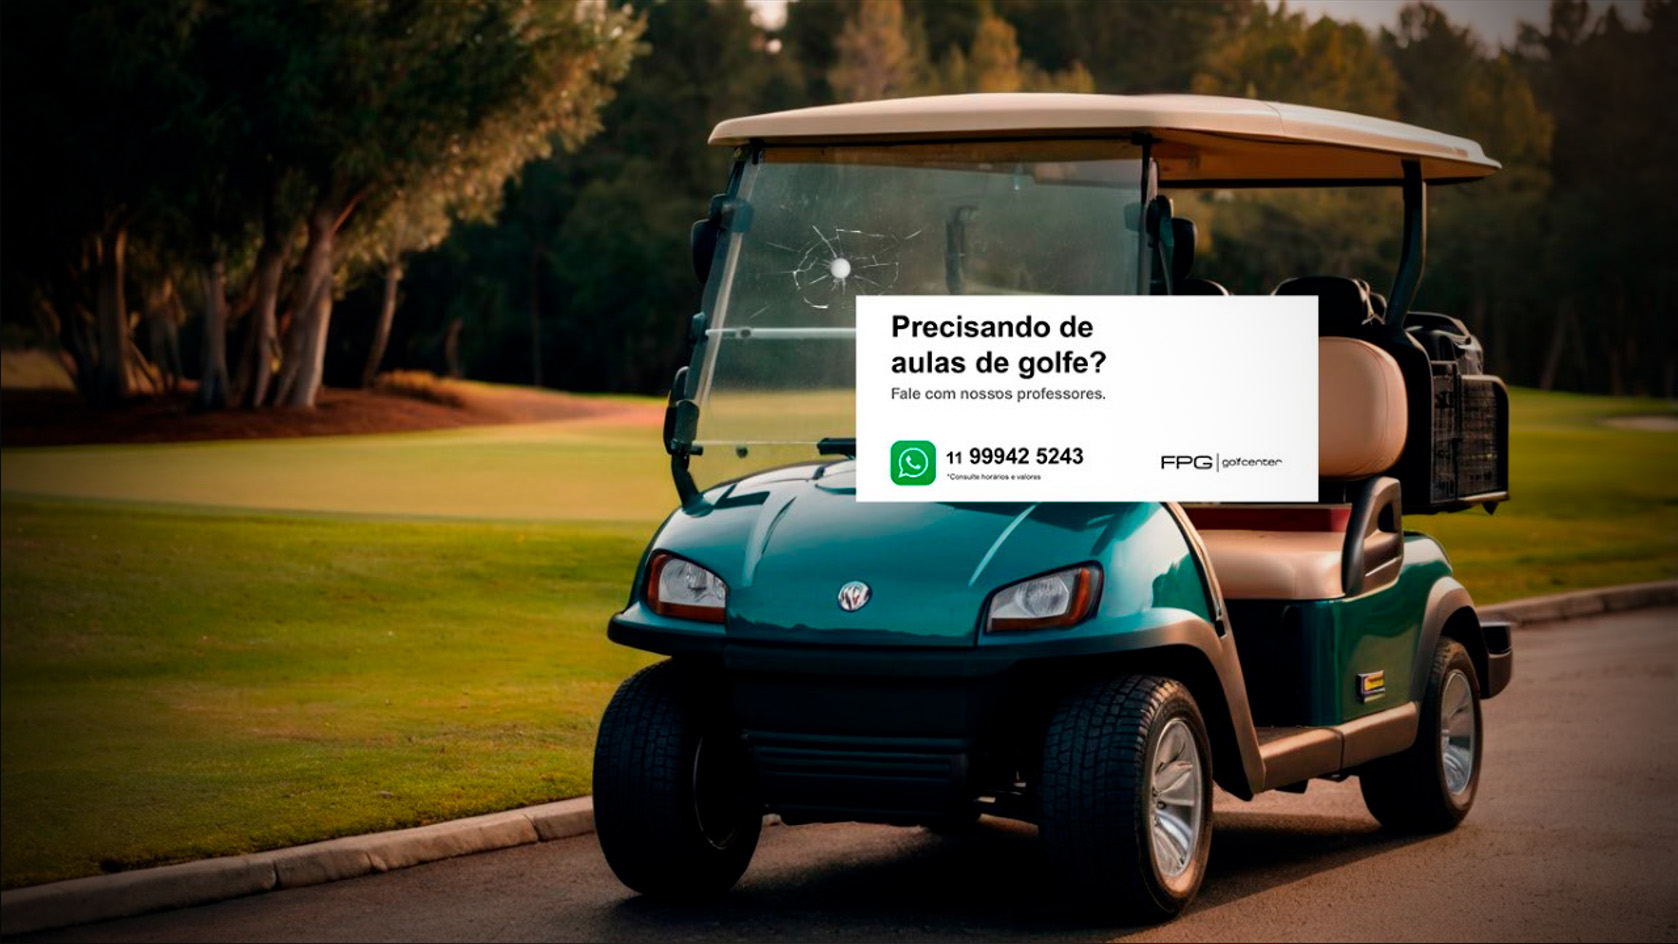 Precisando de
aulas de golfe?
Fale com nossos professores.
11 99942 5243
*Consulte horários e valores
FPG | golfcenter